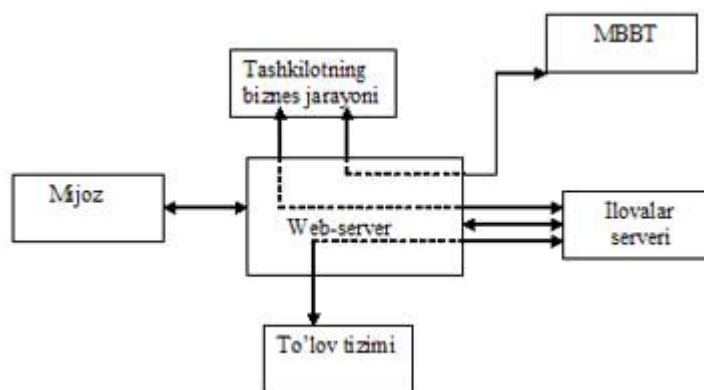 MBBT
Tashkilotning
biznes jarayoni
Mijoz
Web-server
Ilovalar
serveri
To’lov tizimi